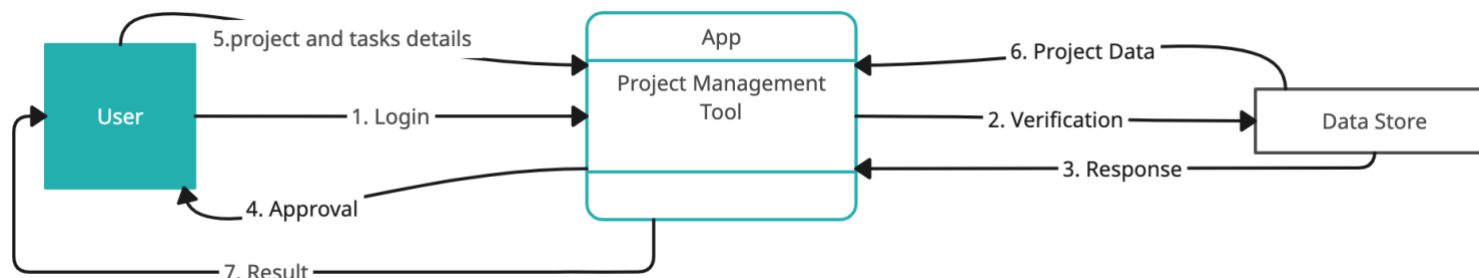 5.project and tasks details
App
6. Project Data
Project Management
Tool
User
1. Login
2. Verification
Data Store
3. Response
4. Approval
7. Result